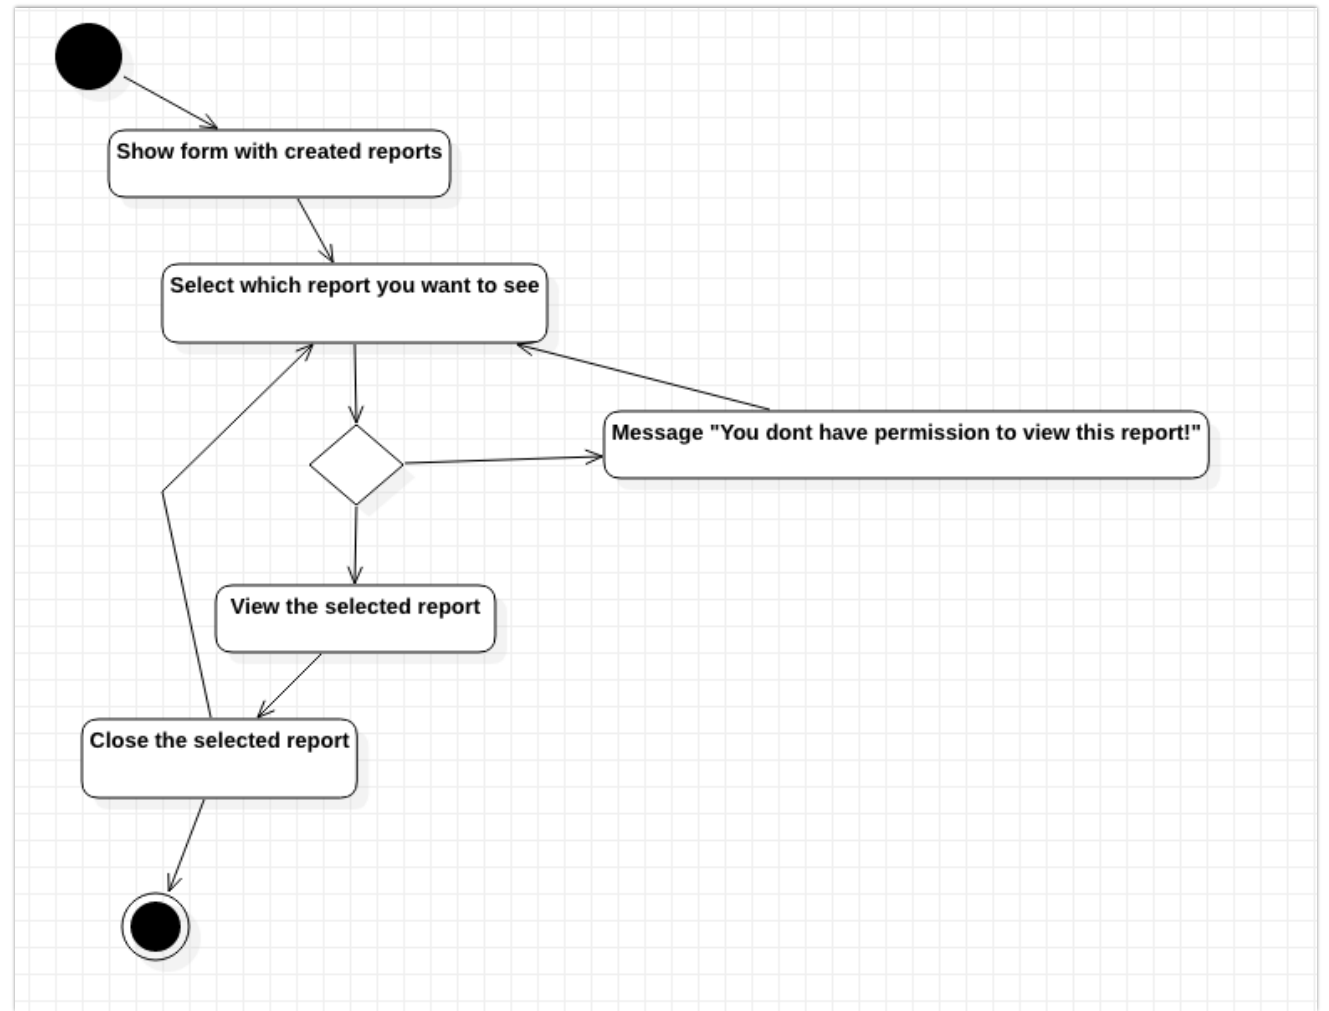 Show form with created reports
Select which report you want to see
Message "You dont have permission to view this report!"
View the selected report
Close the selected report